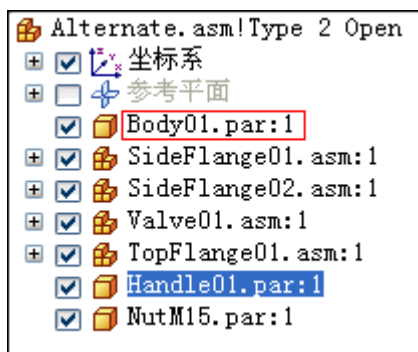 Alternate.asm!Type 2 Open
坐标系
参考平面
Body01.par:1
SideFlange01.asm:1
SideFlange02.asm:1
Valve01.asm:1
TopFlange01.asm:1
Handle01.par:1
NutM15.par:1